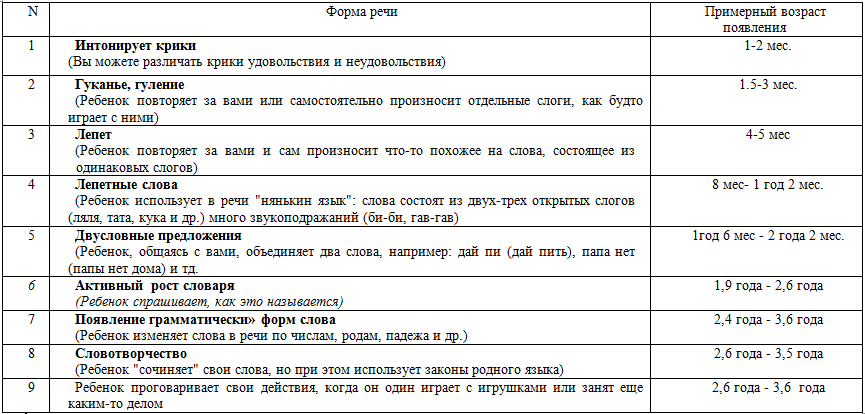 N Форма речи Примерный возраст
появления
1 Интонирует крики 1-2 мес.
(Вы можете различать крики удовольствия и неудовольствия)
2 Гуканье, гуление 1.5-3 мес.
(Ребенок повторяет за вами или самостоятельно произносит отдельные слоги, как будто
играет с ними)
3 Лепет 4-5 мес
(Ребенок повторяет за вами и сам произносит что-то похожее на слова, состоящее из
одинаковых слогов)
4 Лепетные слова 8 мес- 1 год 2 мес.
(Ребенок использует в речи "нянькин язык": слова состоят из двух-трех открытых слогов
(ляля, тата, кука и др.) много звукоподражаний (би-би, гав-гав)
5 Двусловные предложения 1год 6 мес - 2 года 2 мес.
(Ребенок, общаясь с вами, объединяет два слова, например: дай пи (дай пить), папа нет
(папы нет дома) и тд.
6 Активный рост словаря 1,9 года - 2,6 года
(Ребенок спрашивает, как это называется)
7 Появление грамматически» форм слова 2,4 года - 3,6 года
(Ребенок изменяет слова в речи по числам, родам, падежа и др.)
8 Словотворчество 2,6 года - 3,5 года
(Ребенок "сочиняет" свои слова, но при этом использует законы родного языка)
9 Ребенок проговаривает свои действия, когда он один играет с игрушками или занят еще 2,6 года - 3,6 года
каким-то делом